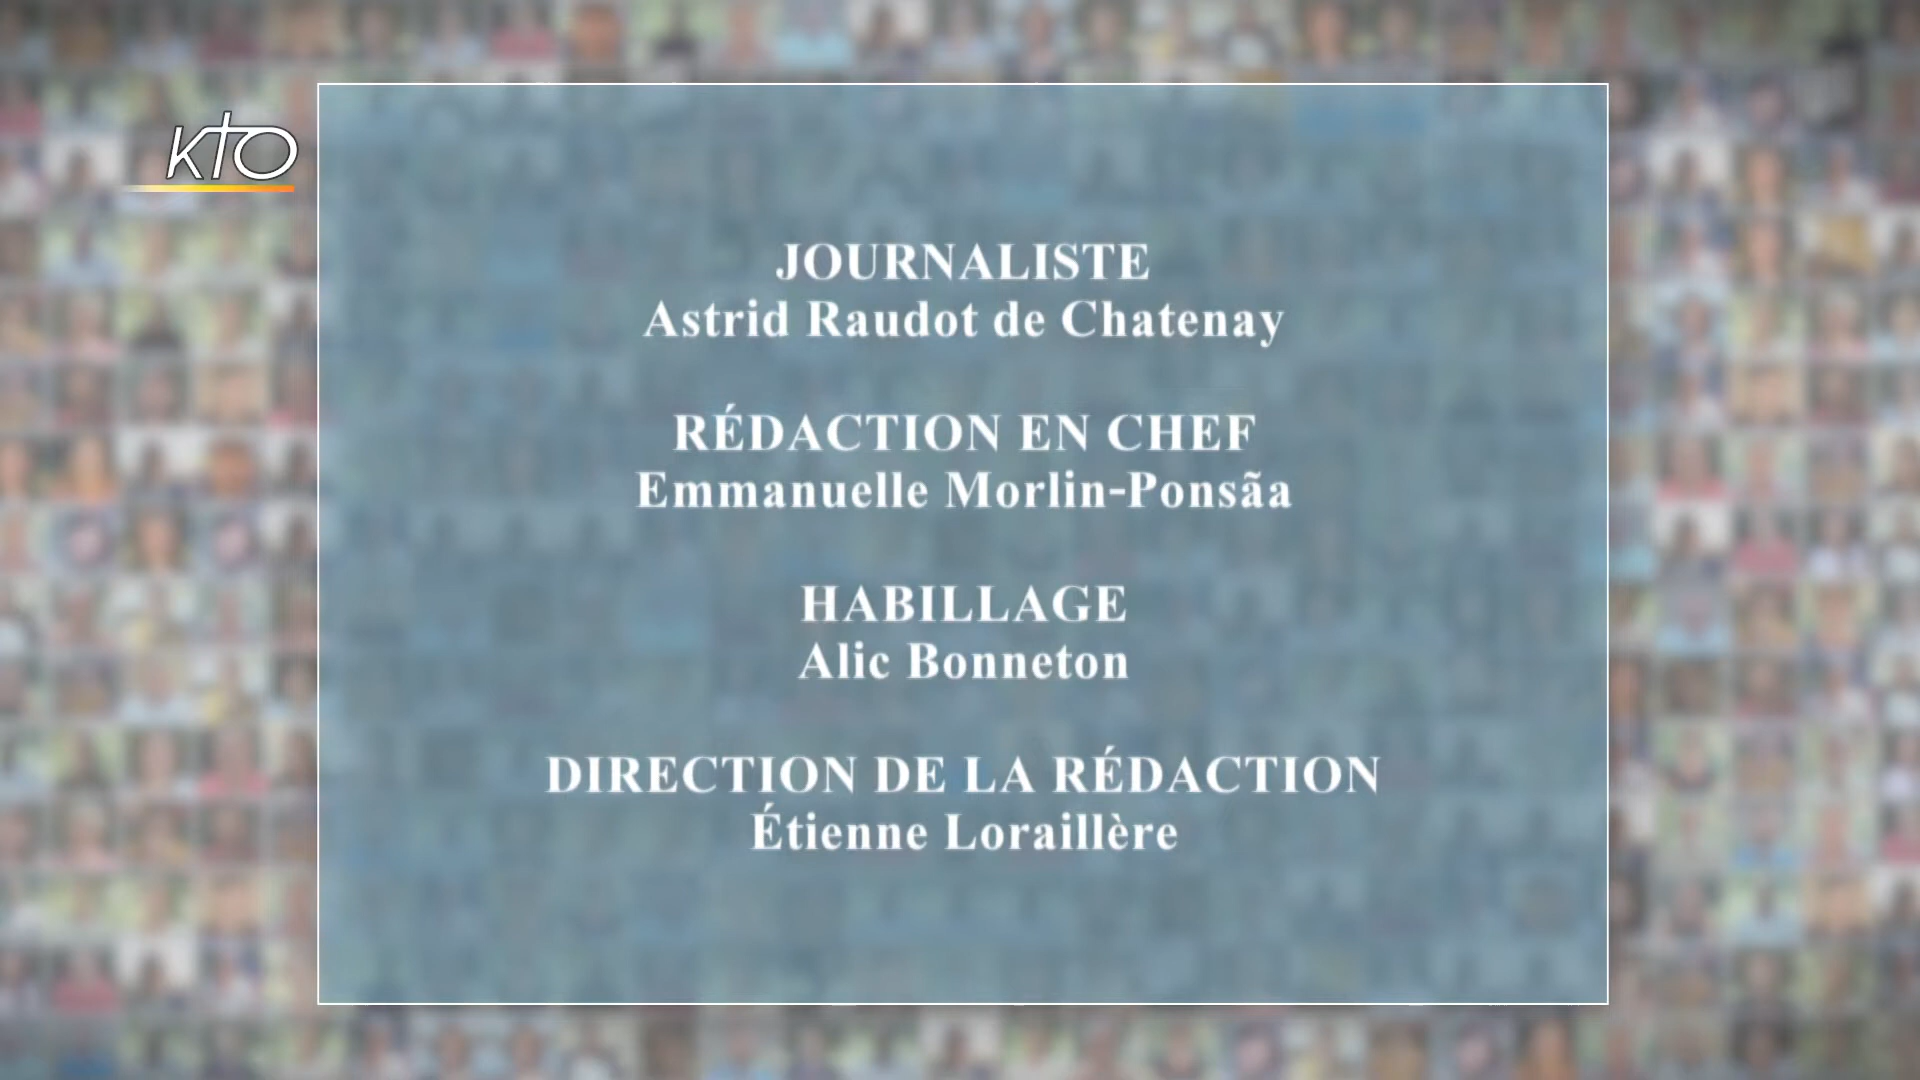 KTO
JOURNALISTE
Astrid Raudot de Chatenay
RÉDACTION EN CHEF
Emmanuelle Morlin-Ponsãa
HABILLAGE
Alic Bonneton
DIRECTION DE LA RÉDACTION
Étienne Loraillère